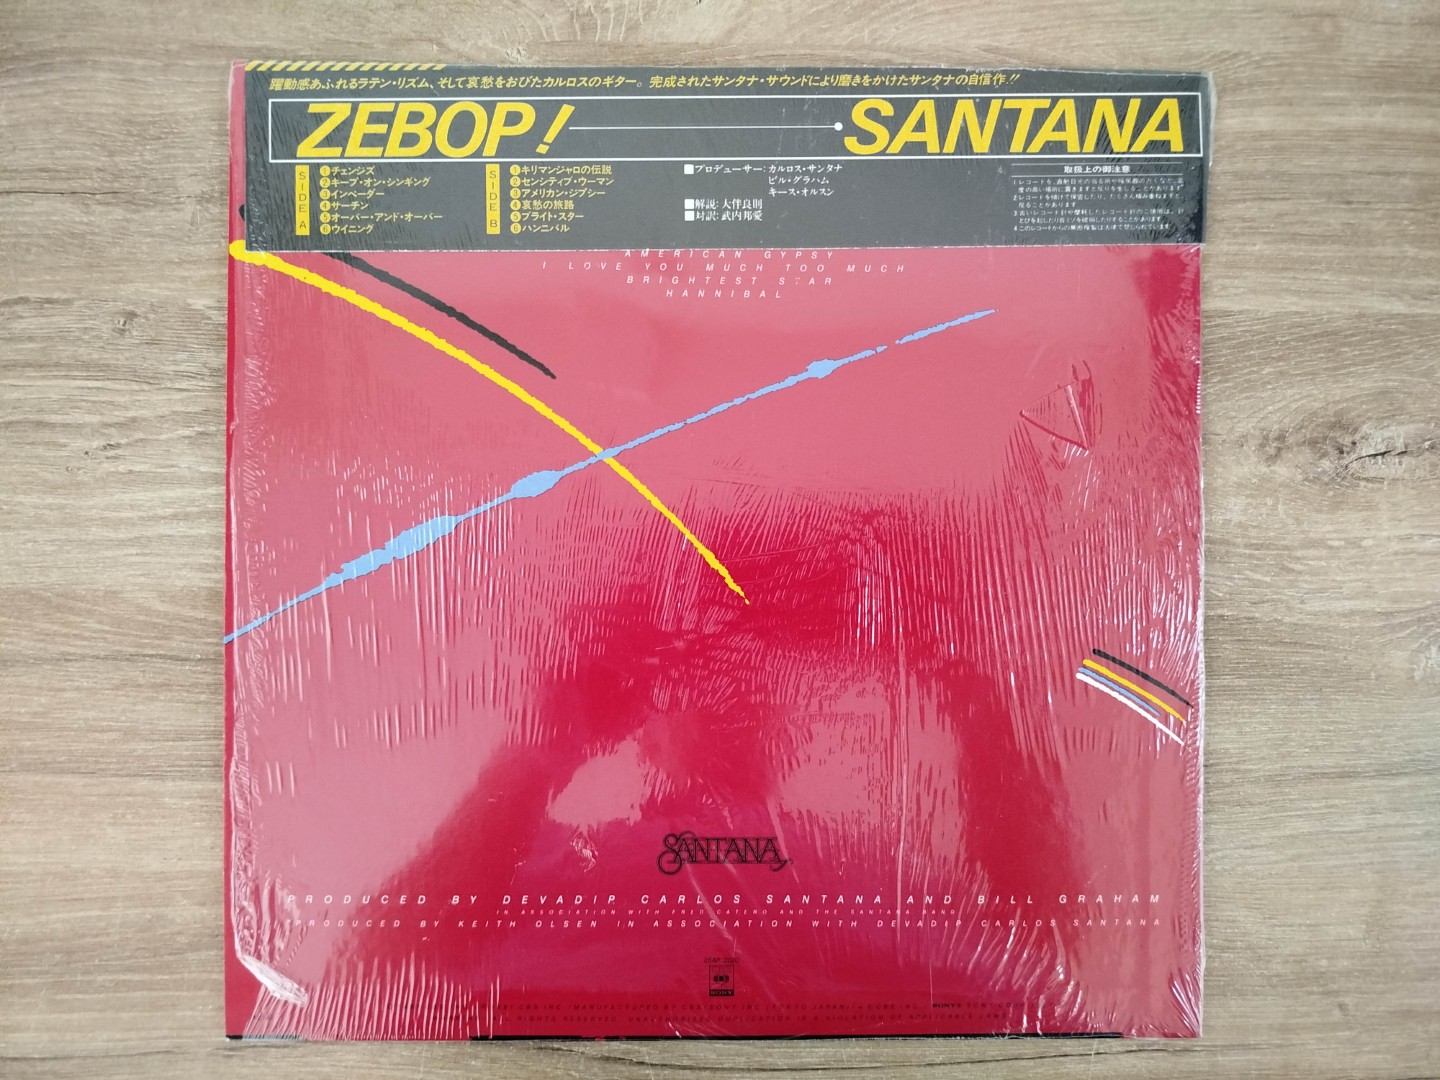 躍動感あふれるラテン・リズム、そして哀愁をおびたカルロスのギター。完成されたサンタナ・サウンドにより磨きをかけたサンタナの自信作!!
ZEBOP! SANTANA
SIDE A
①チェンジズ
②キープ・オン・シンギング
③インベーダー
④サーチン
⑤オーバー・アンド・オーバー
⑥ウイニング
SIDE B
①キリマンジャロの伝説
②センシティブ・ウーマン
③アメリカン・ジプシー
④哀愁の旅路
⑤ブライト・スター
⑥ハンニバル
■プロデューサー:カルロス・サンタナ
ビル・グラハム
キース・オルスン
■解説:大伴良則
■対訳:武内邦愛
取扱上の御注意
AMERICAN GYPSY
I LOVE YOU MUCH TOO MUCH
BRIGHTEST STAR
HANNIBAL
SANTANA
PRODUCED BY DEVADIP CARLOS SANTANA AND BILL GRAHAM
IN ASSOCIATION WITH FRED CATERO AND THE SANTANA BAND
PRODUCED BY KEITH OLSEN IN ASSOCIATION WITH DEVADIP CARLOS SANTANA
CBS
SONY